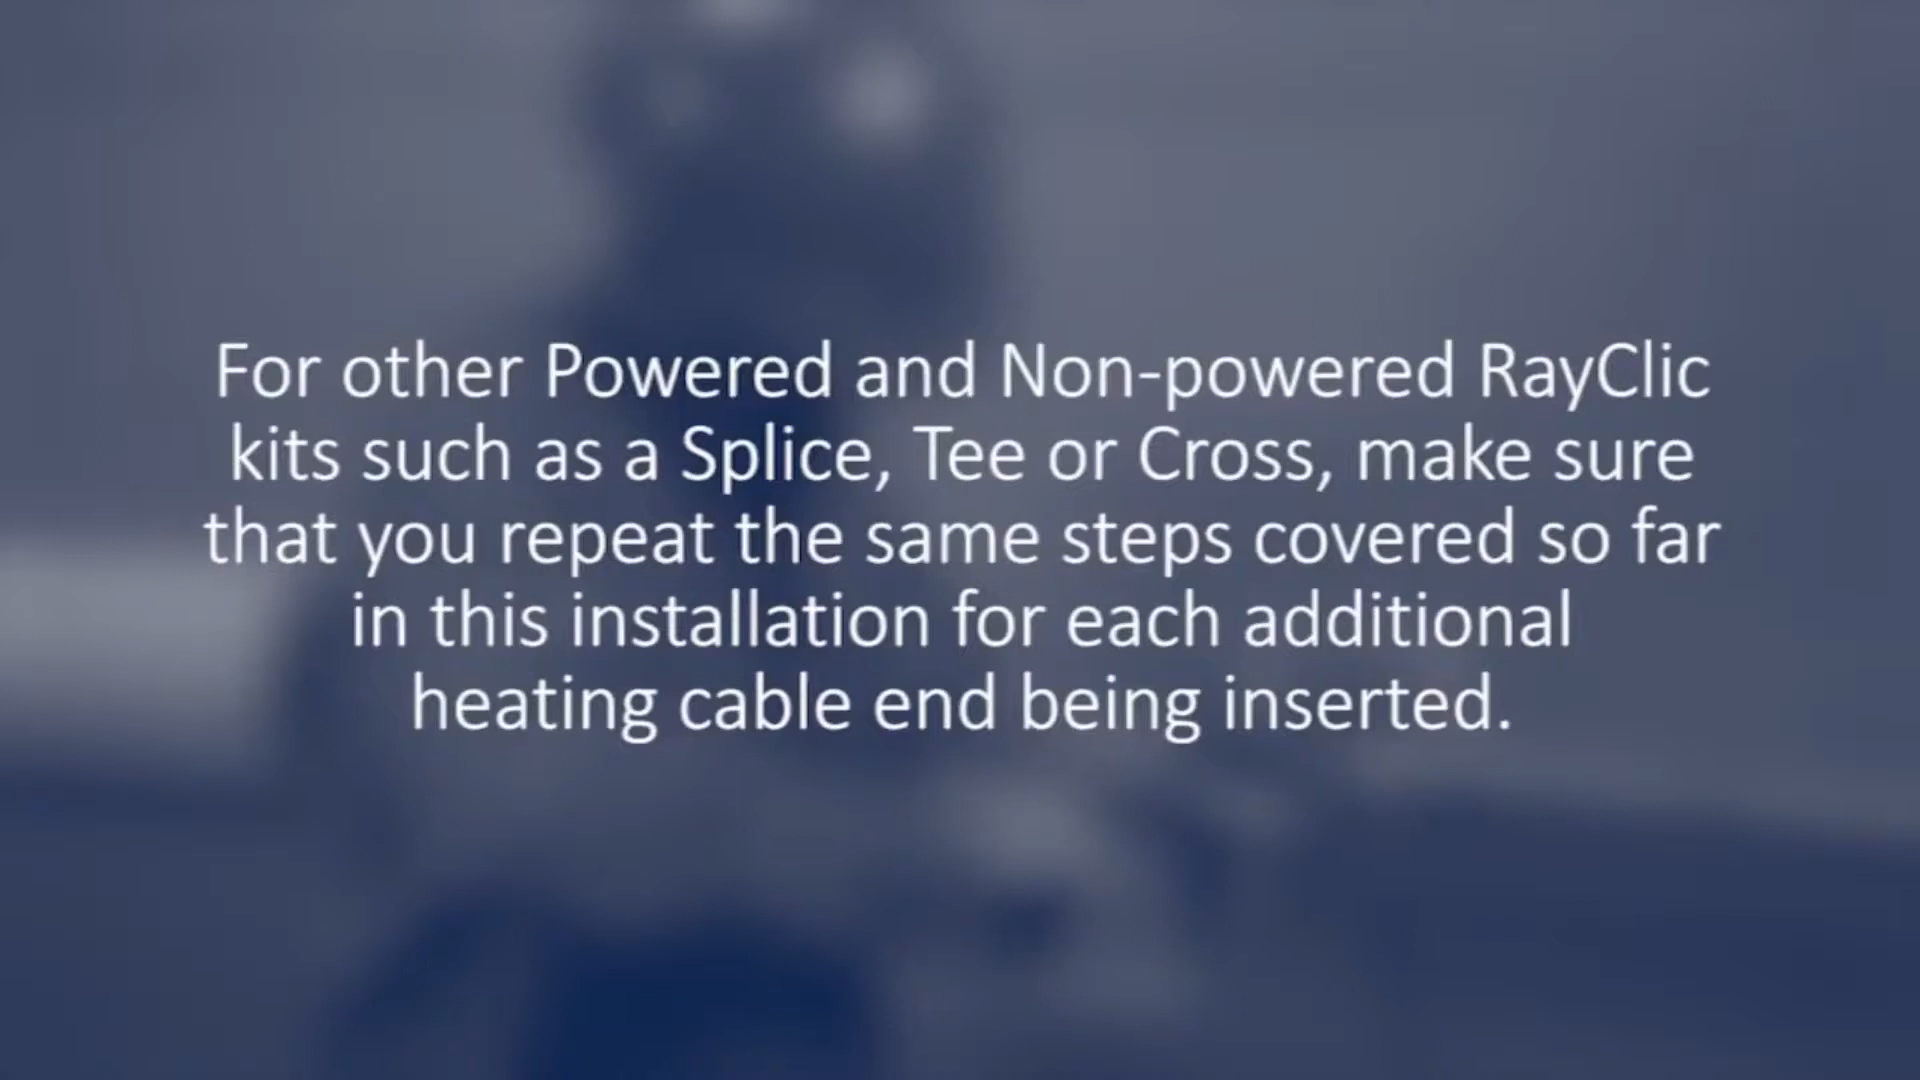 For other Powered and Non-powered RayClic
kits such as a Splice, Tee or Cross, make sure
that you repeat the same steps covered so far
in this installation for each additional
heating cable end being inserted.